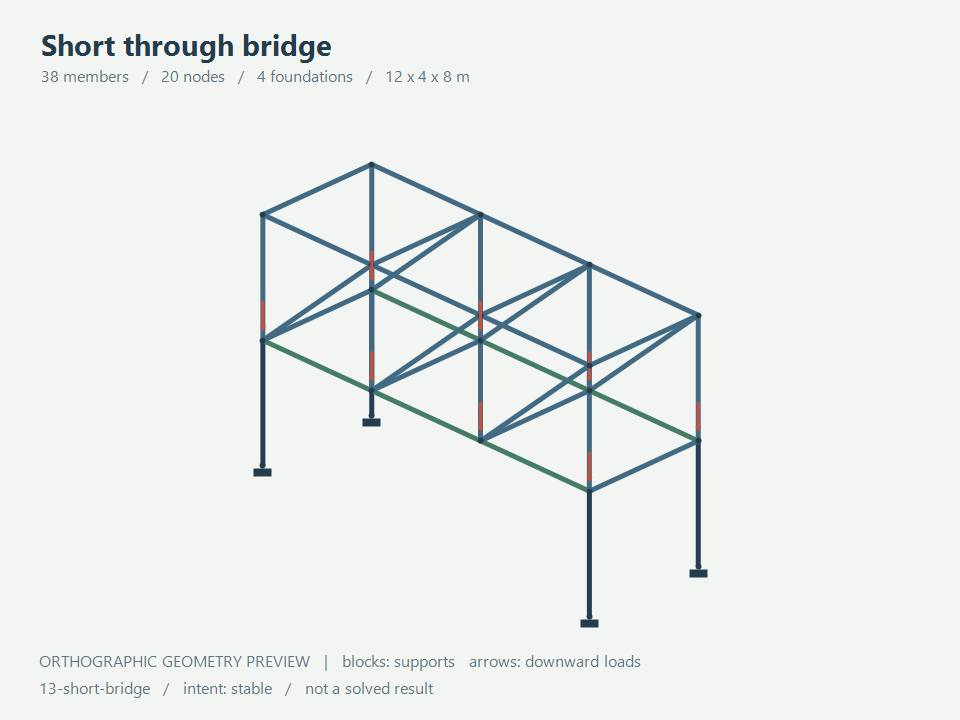 Short through bridge
38 members / 20 nodes / 4 foundations / 12 x 4 x 8 m
ORTHOGRAPHIC GEOMETRY PREVIEW | blocks: supports arrows: downward loads
13-short-bridge / intent: stable / not a solved result